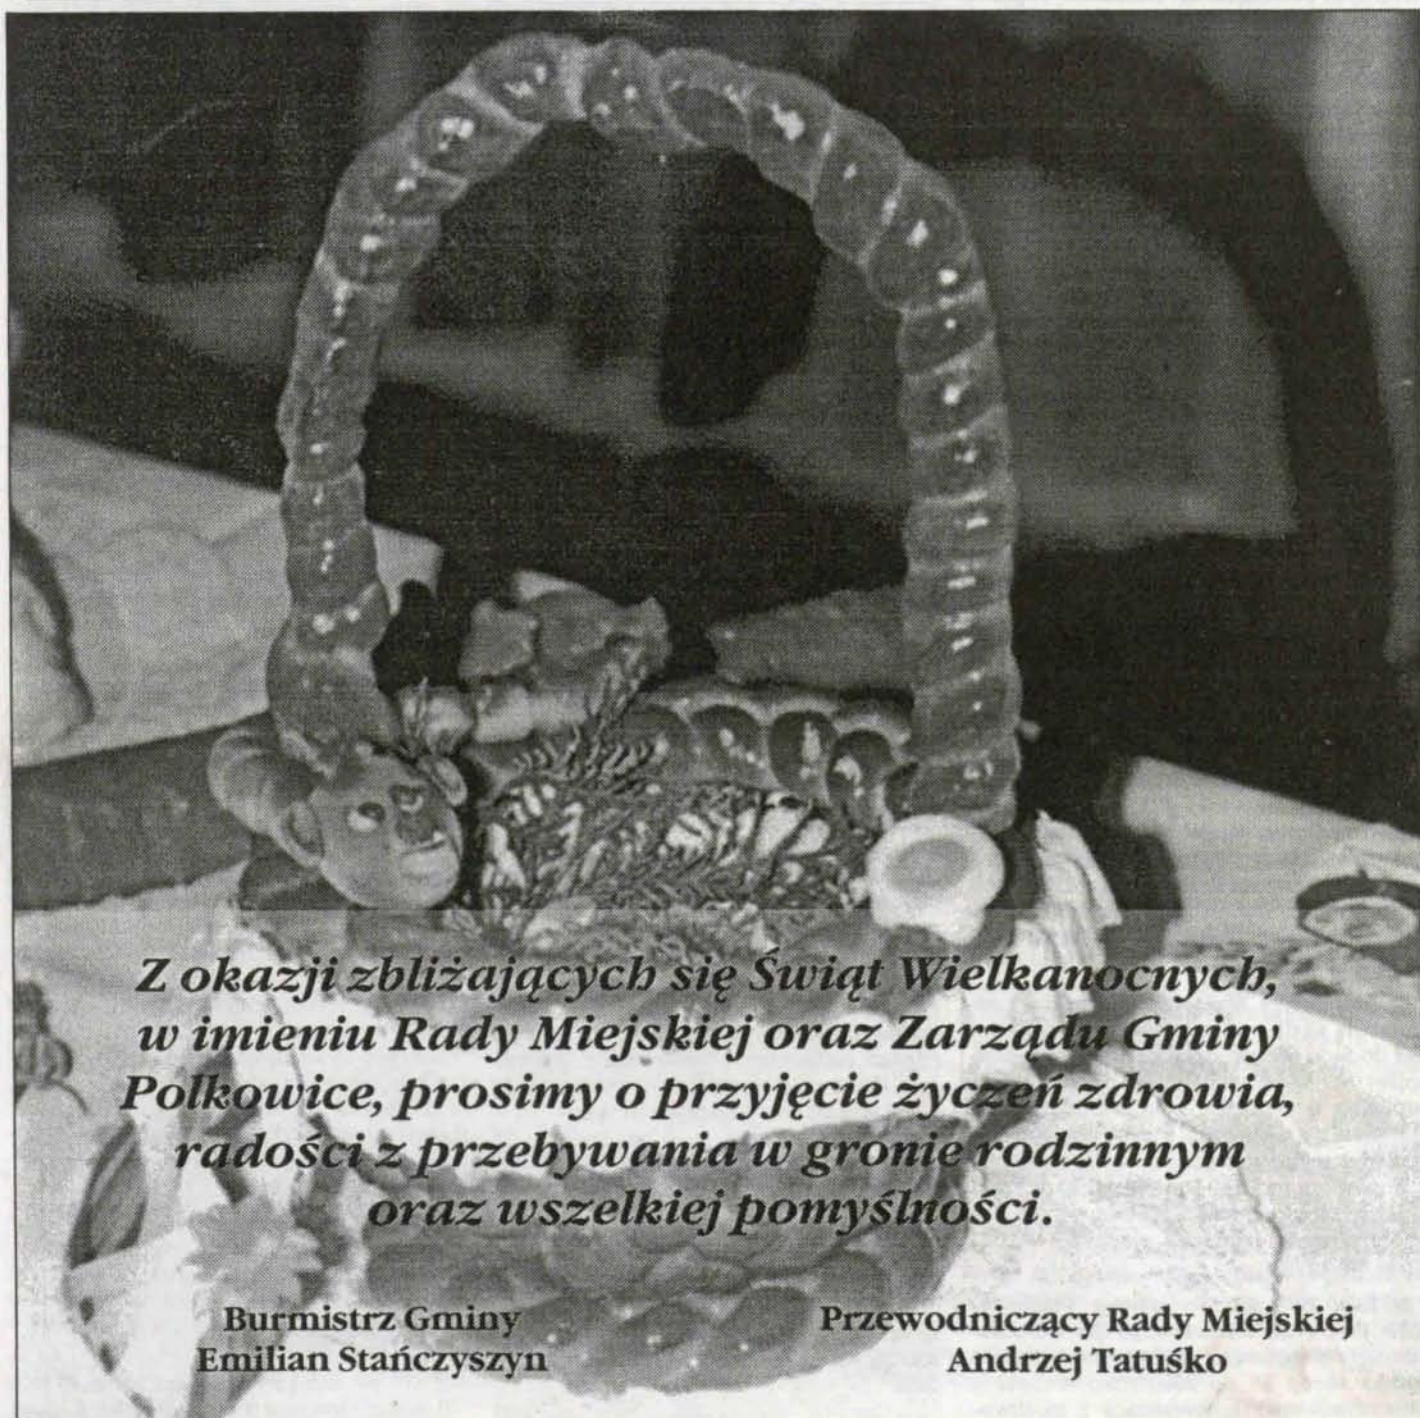 Z okazji zbliżających się Świąt Wielkanocnych,
w imieniu Rady Miejskiej oraz Zarządu Gminy
Polkowice, prosimy o przyjęcie życzeń zdrowia,
radości z przebywania w gronie rodzinnym
oraz wszelkiej pomyślności.
Burmistrz Gminy
Emilian Stańczyszyn
Przewodniczący Rady Miejskiej
Andrzej Tatuśko